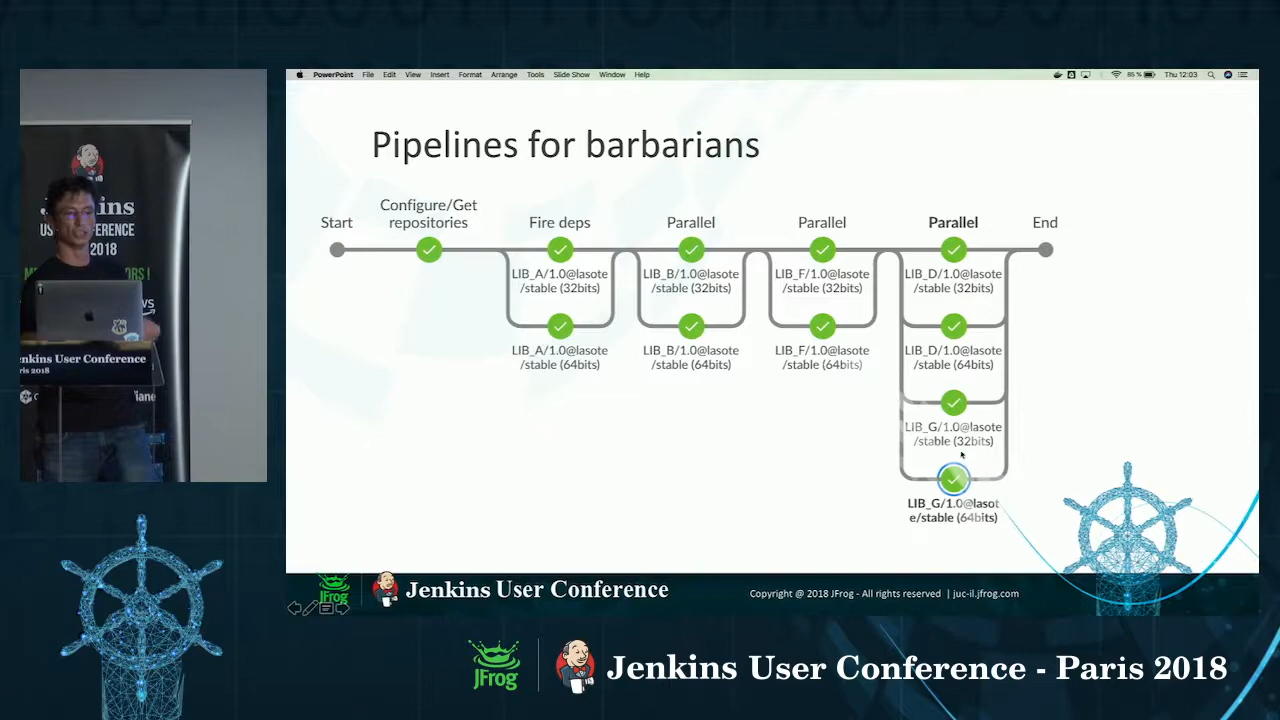 PowerPoint File Edit View Insert Format Arrange Tools Slide Show Window Help
85 % Thu 12:03
Pipelines for barbarians
Start
Configure/Get
repositories
Fire deps
Parallel
Parallel
Parallel
End
LIB_A/1.0@lasote
/stable (32bits)
LIB_B/1.0@lasote
/stable (32bits)
LIB_F/1.0@lasote
/stable (32bits)
LIB_D/1.0@lasote
/stable (32bits)
LIB_A/1.0@lasote
/stable (64bits)
LIB_B/1.0@lasote
/stable (64bits)
LIB_F/1.0@lasote
/stable (64bits)
LIB_D/1.0@lasote
/stable (64bits)
LIB_G/1.0@lasote
/stable (32bits)
LIB_G/1.0@lasot
e/stable (64bits)
JFrog
Jenkins User Conference
Copyright @ 2018 JFrog - All rights reserved | juc-il.jfrog.com
2018
Jenkins User Conference
Paris 2018
JFrog
Jenkins User Conference - Paris 2018